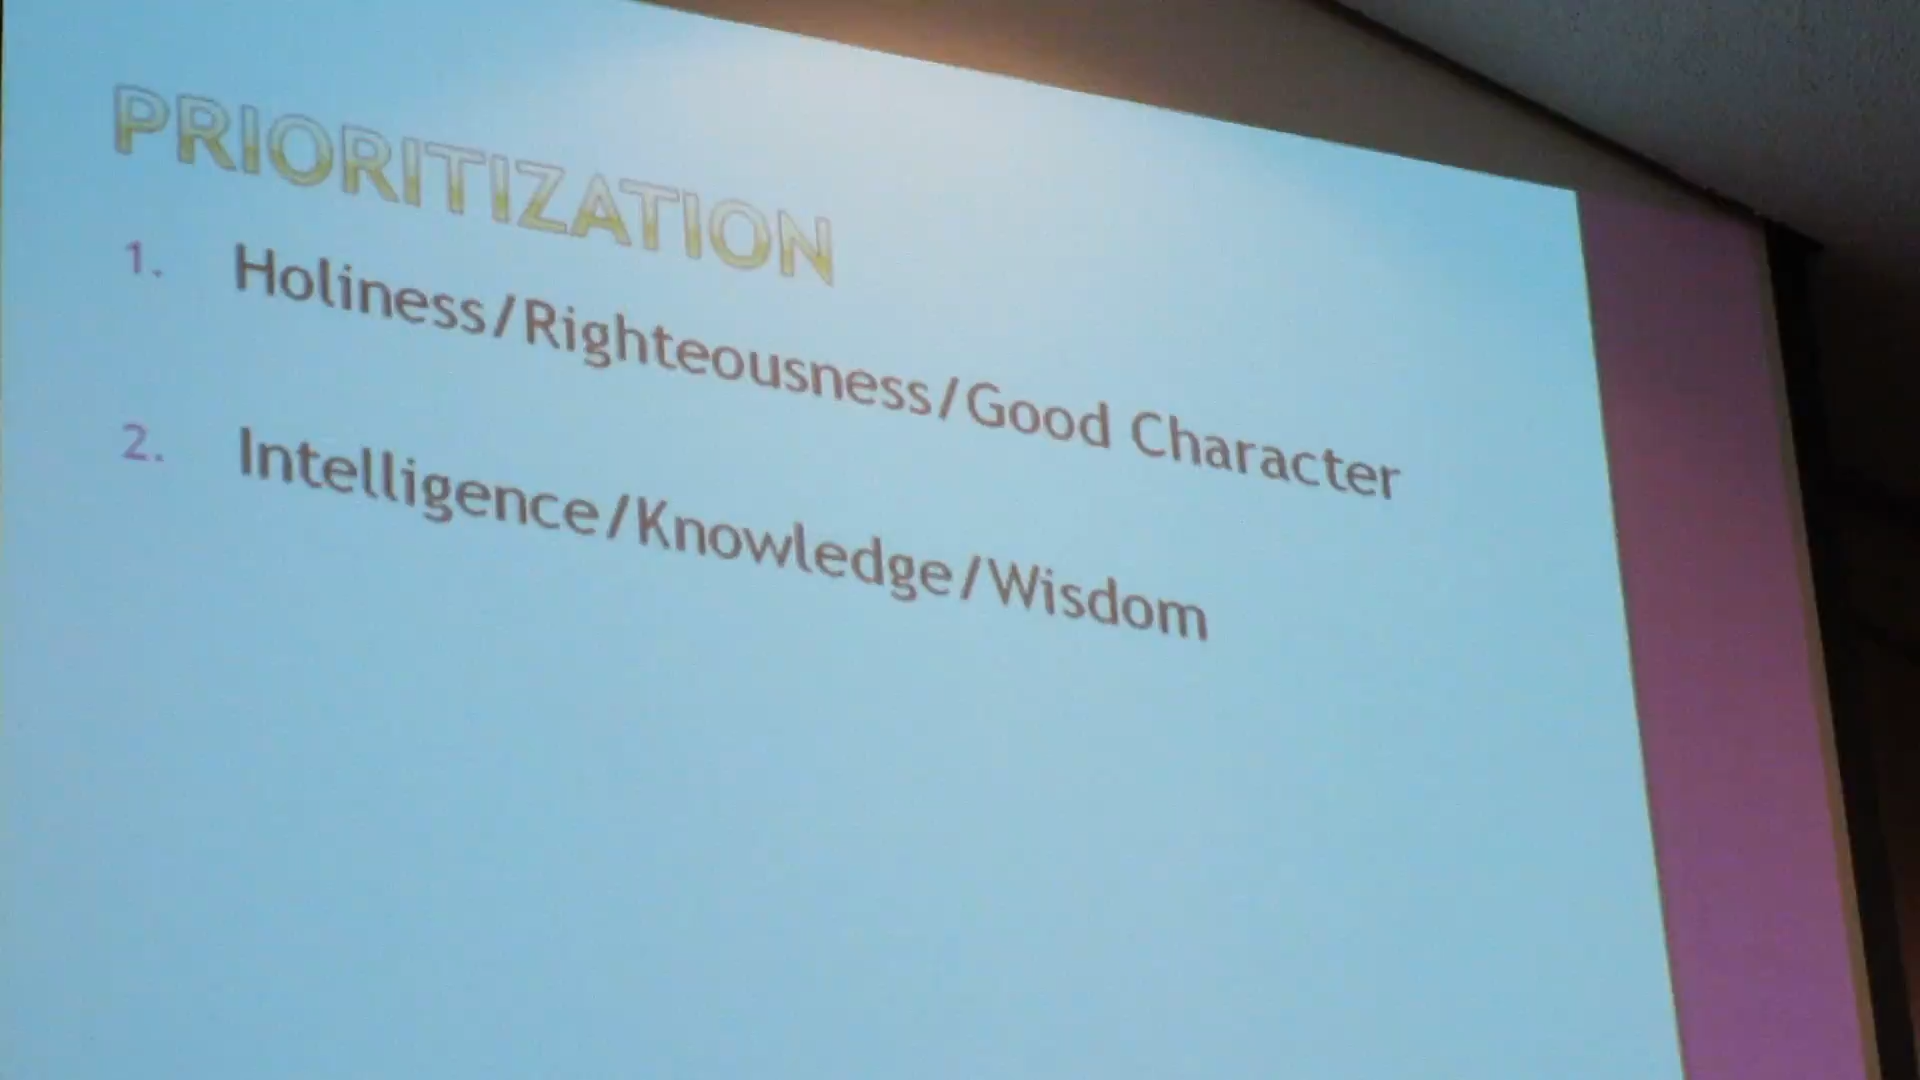 PRIORITIZATION
1. Holiness/Righteousness/Good Character
2. Intelligence/Knowledge/Wisdom